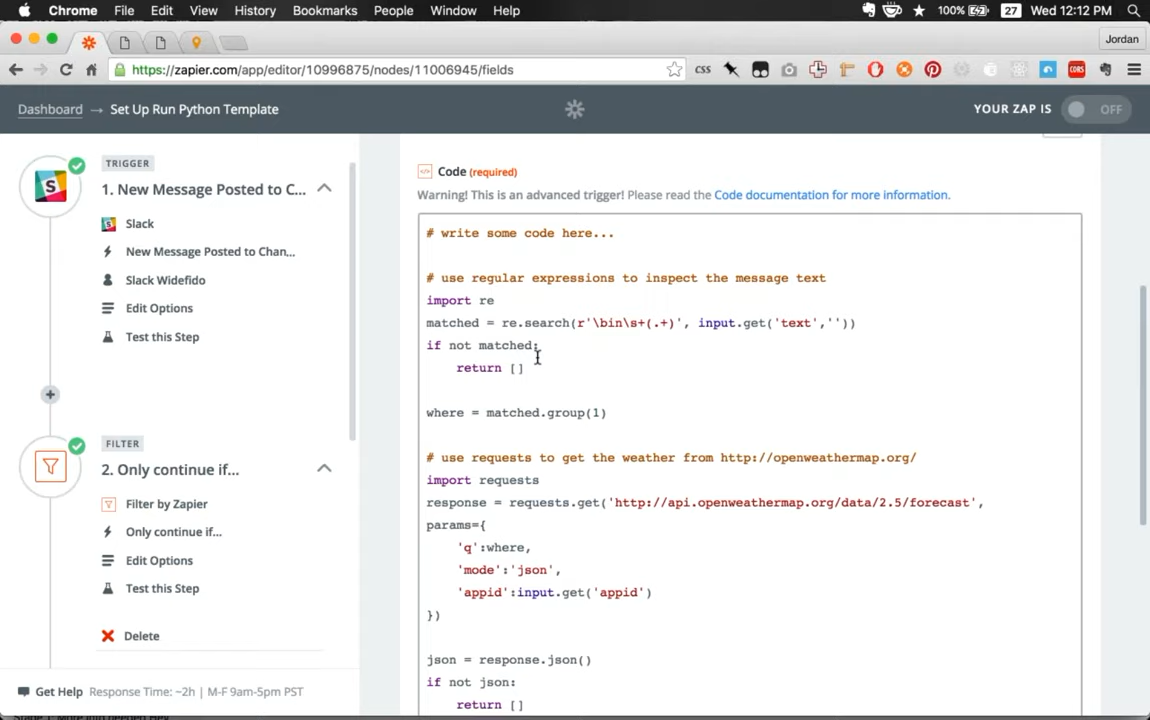 Chrome File Edit View History Bookmarks People Window Help 100% 27 Wed 12:12 PM
Jordan
https://zapier.com/app/editor/10996875/nodes/11006945/fields CSS CORS
Dashboard → Set Up Run Python Template
YOUR ZAP IS OFF
TRIGGER
1. New Message Posted to C...
Slack
New Message Posted to Chan...
Slack Widefido
Edit Options
Test this Step
FILTER
2. Only continue if...
Filter by Zapier
Only continue if...
Edit Options
Test this Step
Delete
Get Help Response Time: ~2h | M-F 9am-5pm PST
Code (required)
Warning! This is an advanced trigger! Please read the Code documentation for more information.
# write some code here...
# use regular expressions to inspect the message text
import re
matched = re.search(r'\bin\s+(.+)', input.get('text',''))
if not matched:
return []
where = matched.group(1)
# use requests to get the weather from http://openweathermap.org/
import requests
response = requests.get('http://api.openweathermap.org/data/2.5/forecast',
params={
'q':where,
'mode':'json',
'appid':input.get('appid')
})
json = response.json()
if not json:
return []